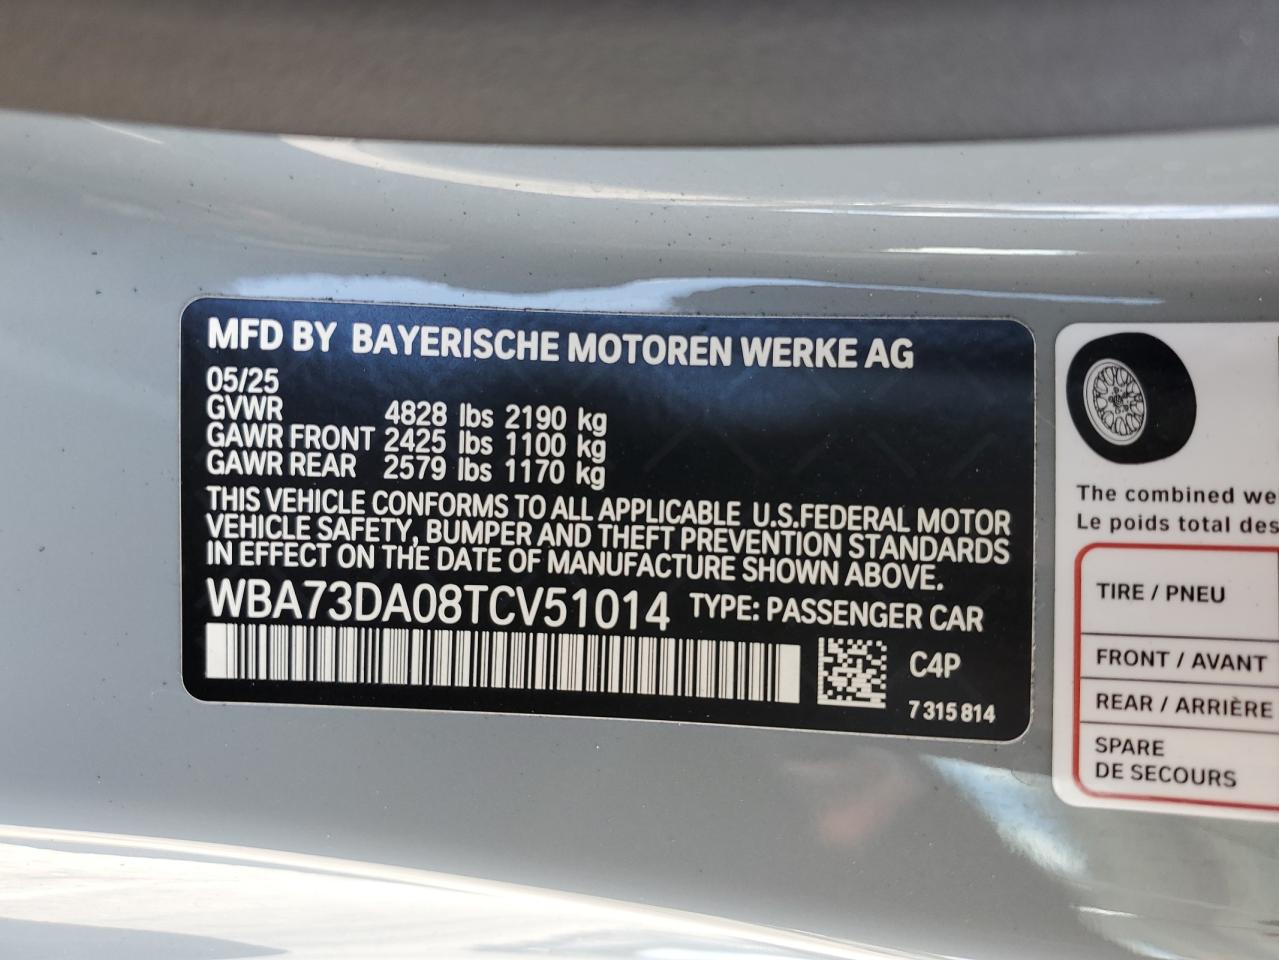 MFD BY BAYERISCHE MOTOREN WERKE AG
05/25
GVWR 4828 lbs 2190 kg
GAWR FRONT 2425 lbs 1100 kg
GAWR REAR 2579 lbs 1170 kg
THIS VEHICLE CONFORMS TO ALL APPLICABLE U.S.FEDERAL MOTOR
VEHICLE SAFETY, BUMPER AND THEFT PREVENTION STANDARDS
IN EFFECT ON THE DATE OF MANUFACTURE SHOWN ABOVE.
WBA73DA08TCV51014 TYPE: PASSENGER CAR
C4P
7 315 814
The combined we
Le poids total des
TIRE / PNEU
FRONT / AVANT
REAR / ARRIÈRE
SPARE
DE SECOURS